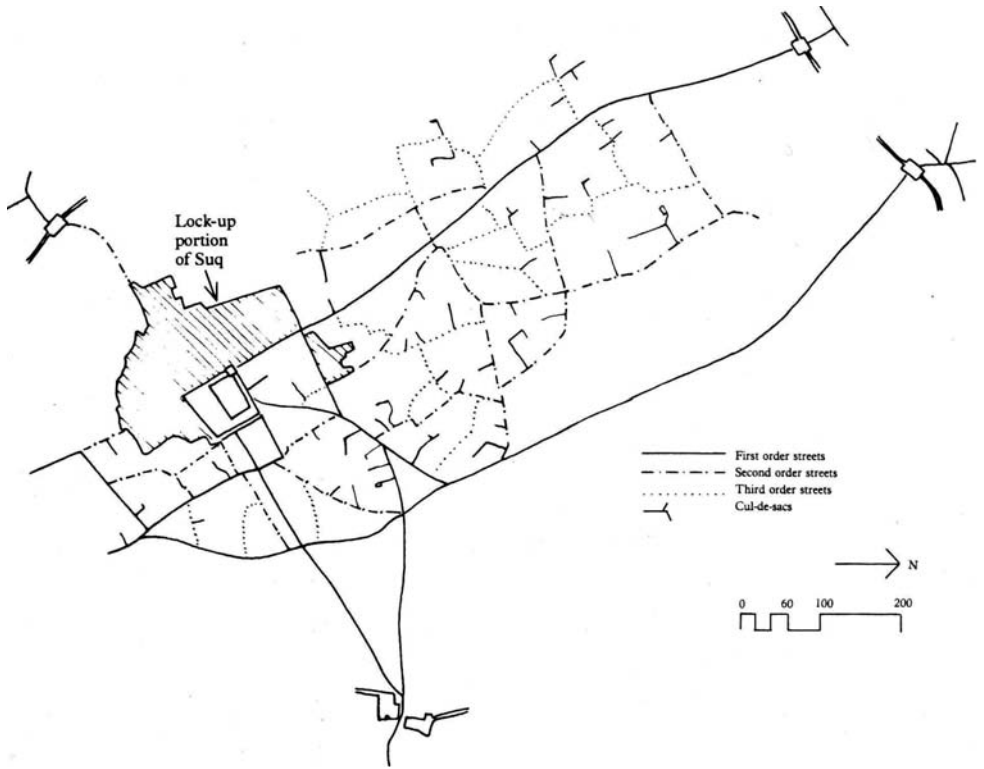 Lock-up
portion
of Suq
First order streets
Second order streets
Third order streets
Cul-de-sacs
N
0 60 100 200